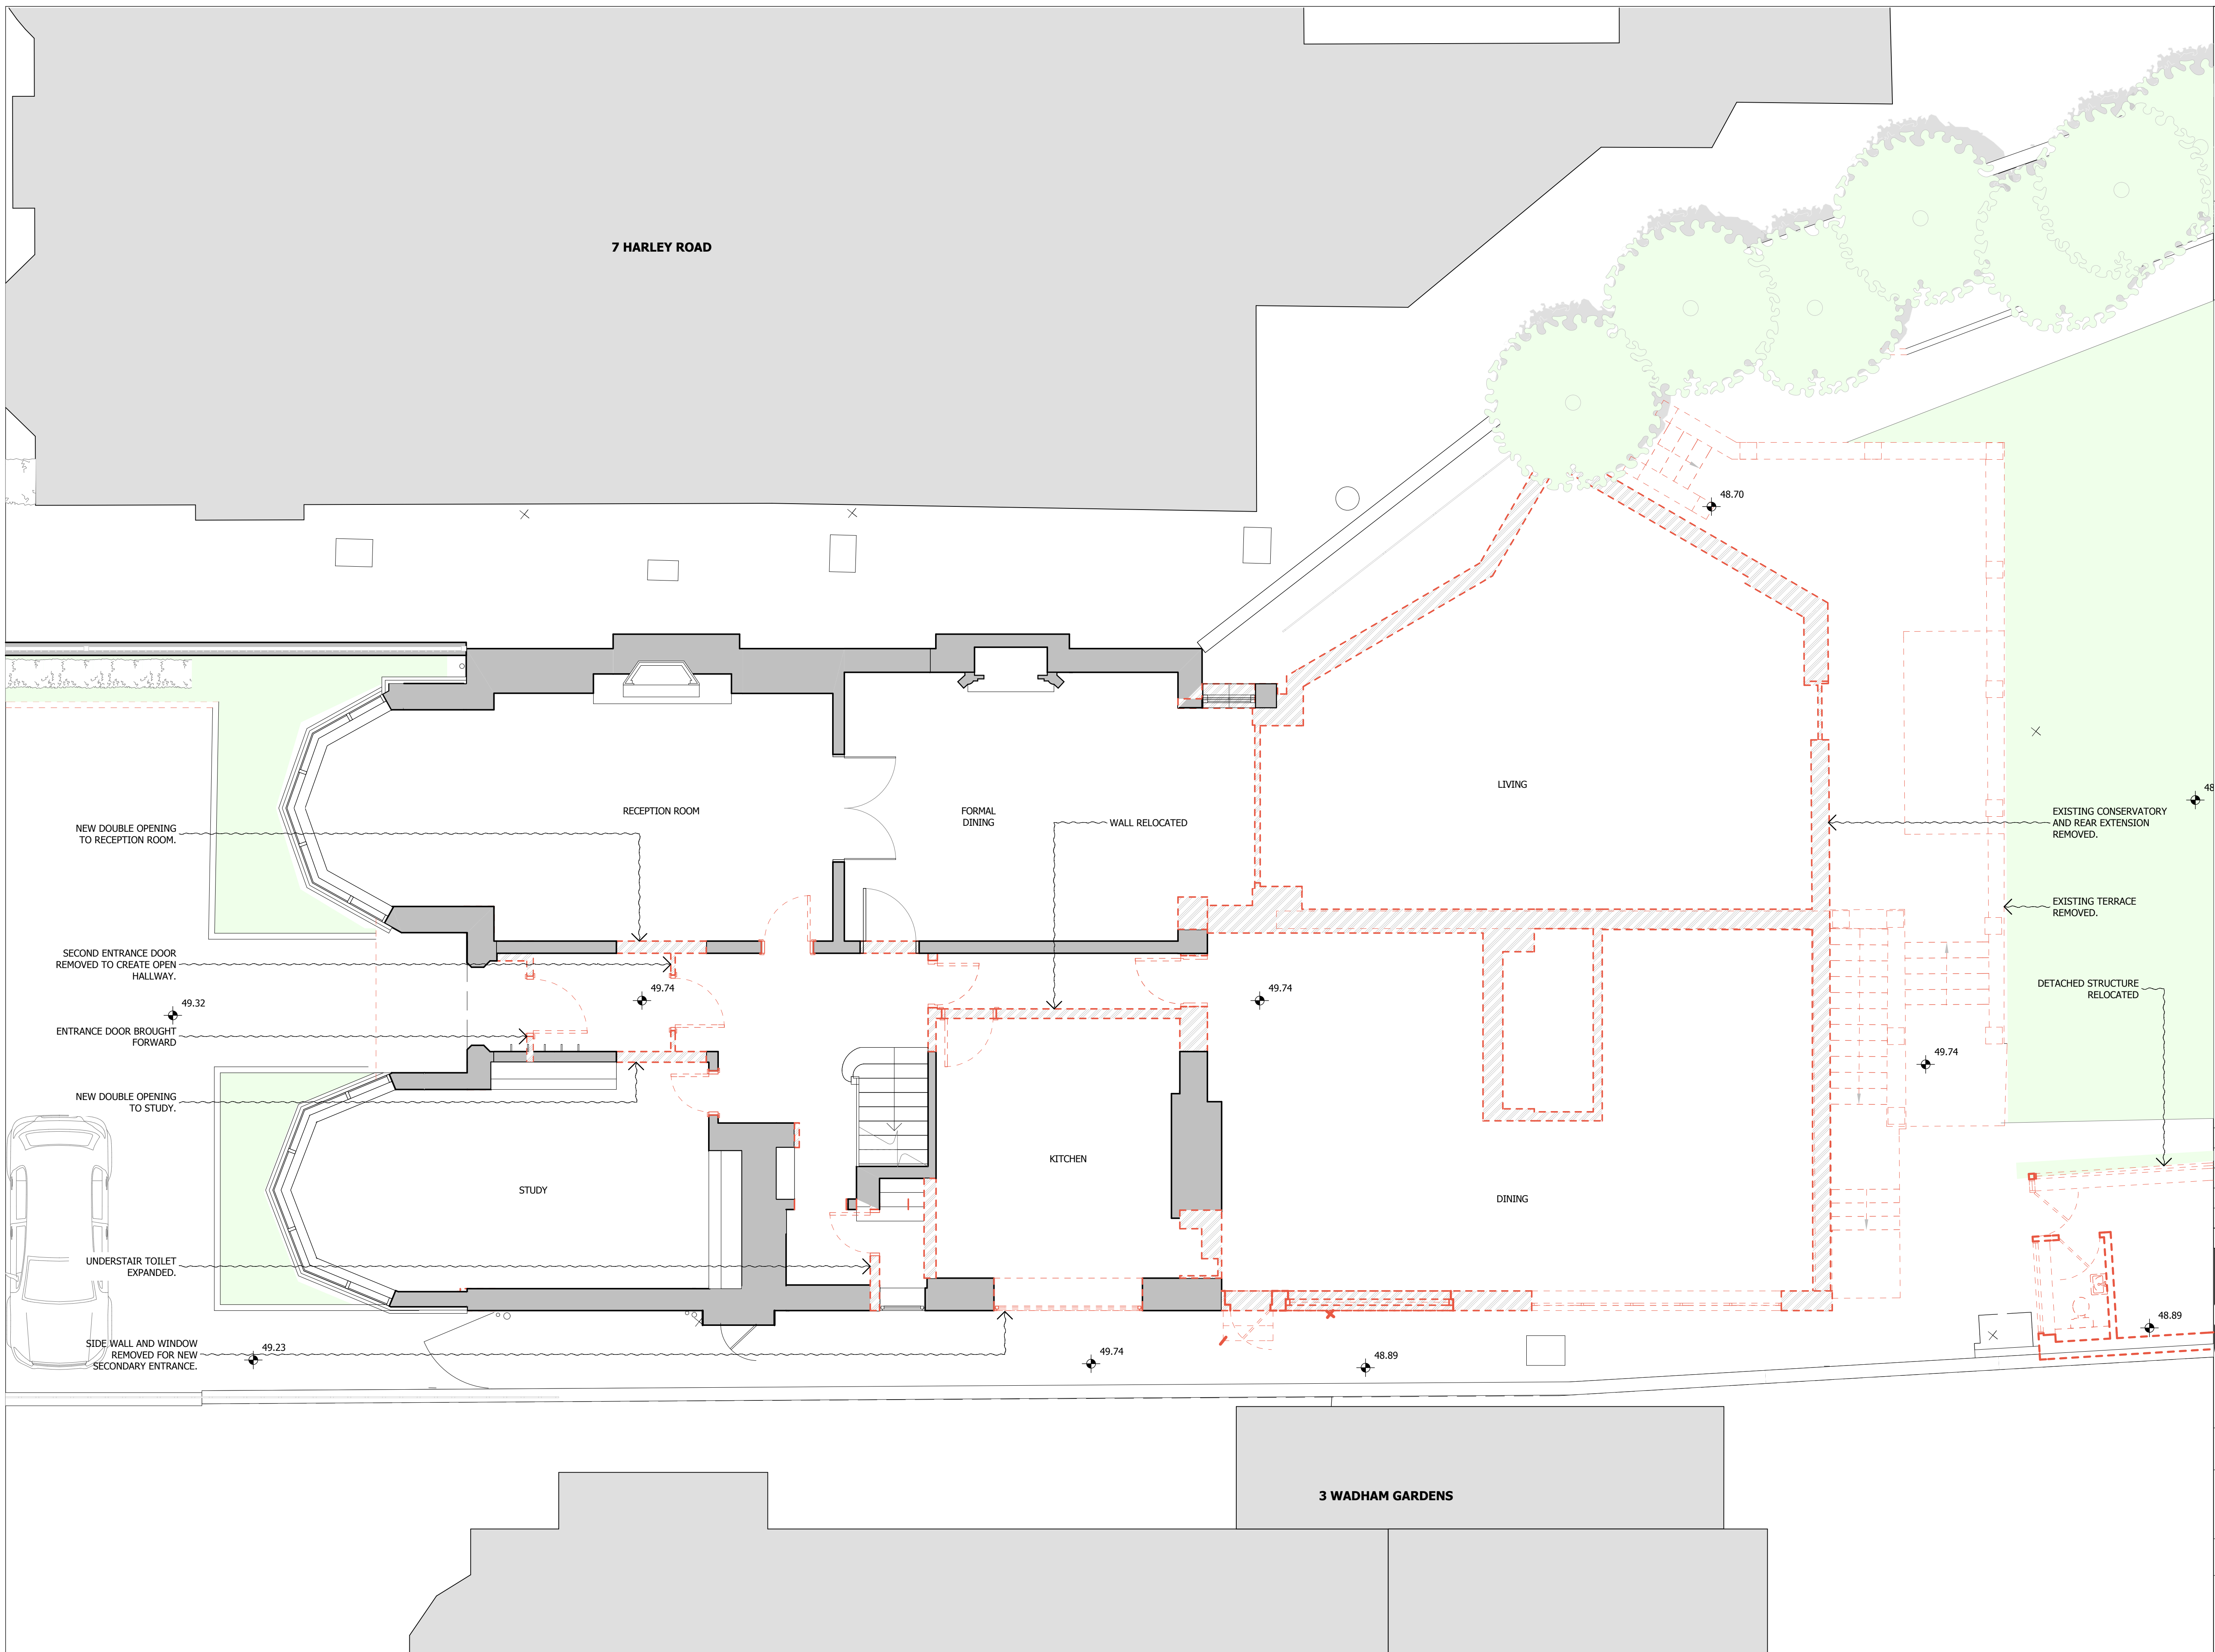 7 HARLEY ROAD
48.70
LIVING
48
RECEPTION ROOM
FORMAL
DINING
WALL RELOCATED
NEW DOUBLE OPENING
TO RECEPTION ROOM.
EXISTING CONSERVATORY
AND REAR EXTENSION
REMOVED.
EXISTING TERRACE
REMOVED.
SECOND ENTRANCE DOOR
REMOVED TO CREATE OPEN
HALLWAY.
49.32
49.74
49.74
DETACHED STRUCTURE
RELOCATED
ENTRANCE DOOR BROUGHT
FORWARD
49.74
NEW DOUBLE OPENING
TO STUDY.
KITCHEN
STUDY
DINING
UNDERSTAIR TOILET
EXPANDED.
SIDE WALL AND WINDOW
REMOVED FOR NEW
SECONDARY ENTRANCE.
49.23
49.74
48.89
48.89
3 WADHAM GARDENS